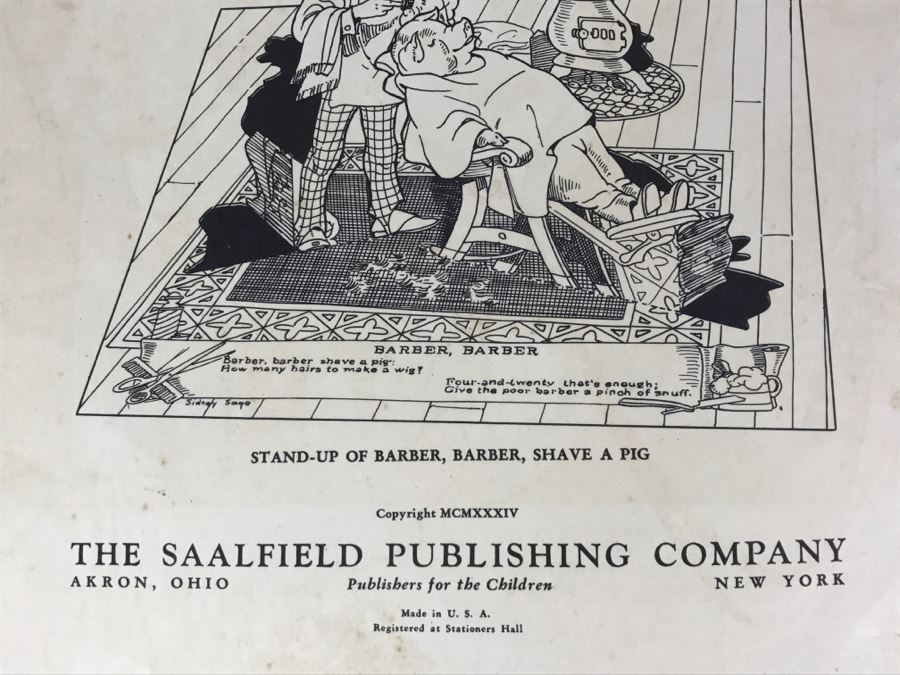 BARBER, BARBER
Barber, barber shave a pig:
How many hairs to make a wig?
Four-and-twenty that's enough;
Give the poor barber a pinch of snuff.
Sidney Sage
STAND-UP OF BARBER, BARBER, SHAVE A PIG
Copyright MCMXXXIV
THE SAALFIELD PUBLISHING COMPANY
AKRON, OHIO Publishers for the Children NEW YORK
Made in U. S. A.
Registered at Stationers Hall